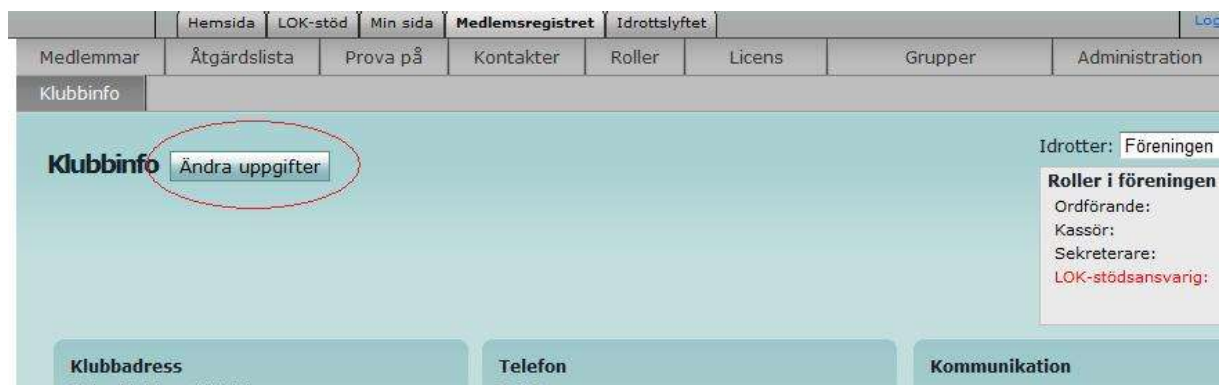 Hemsida LOK-stöd Min sida Medlemsregistret Idrottslyftet Log
Medlemmar Åtgärdslista Prova på Kontakter Roller Licens Grupper Administration
Klubbinfo
Klubbinfo Ändra uppgifter
Idrotter: Föreningen
Roller i föreningen
Ordförande:
Kassör:
Sekreterare:
LOK-stödsansvarig:
Klubbadress Telefon Kommunikation